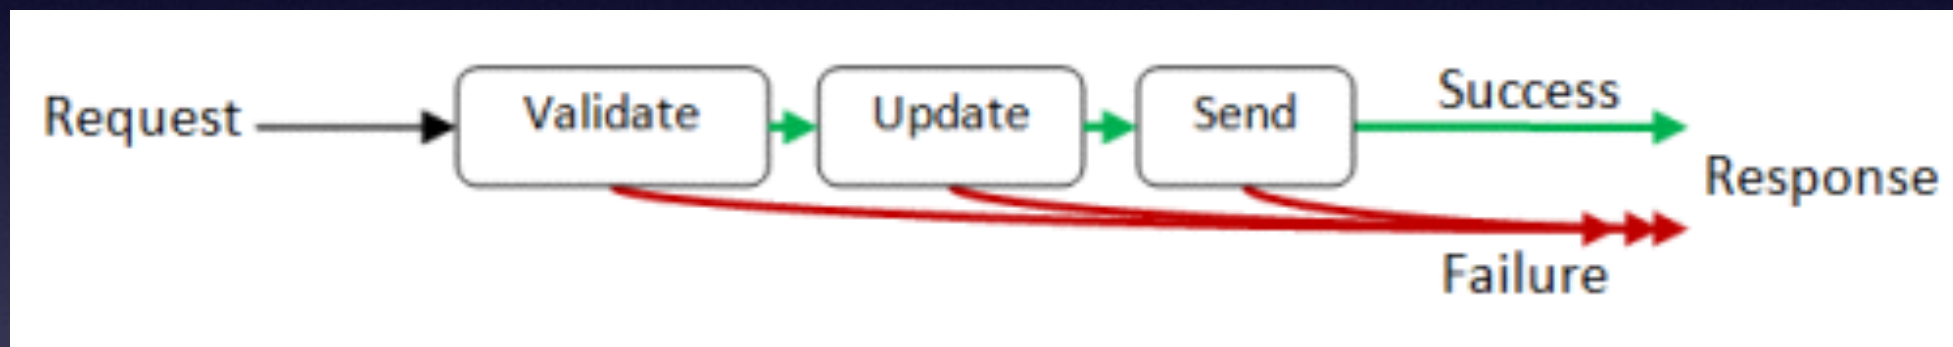 Request
Validate
Update
Send
Success
Response
Failure